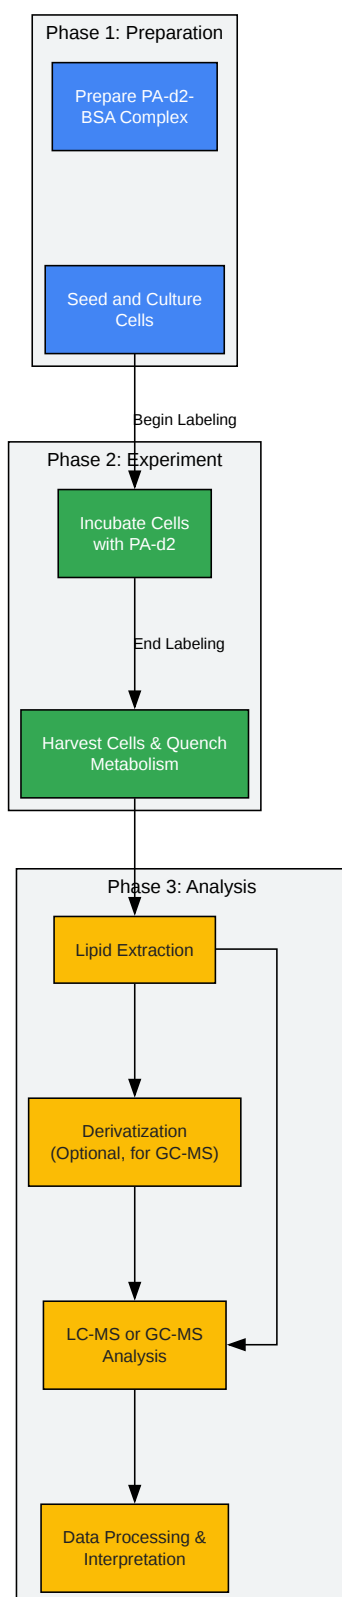 Phase 1: Preparation
Prepare PA-d2-
BSA Complex
Seed and Culture
Cells
Begin Labeling
Phase 2: Experiment
Incubate Cells
with PA-d2
End Labeling
Harvest Cells & Quench
Metabolism
Phase 3: Analysis
Lipid Extraction
Derivatization
(Optional, for GC-MS)
LC-MS or GC-MS
Analysis
Data Processing &
Interpretation